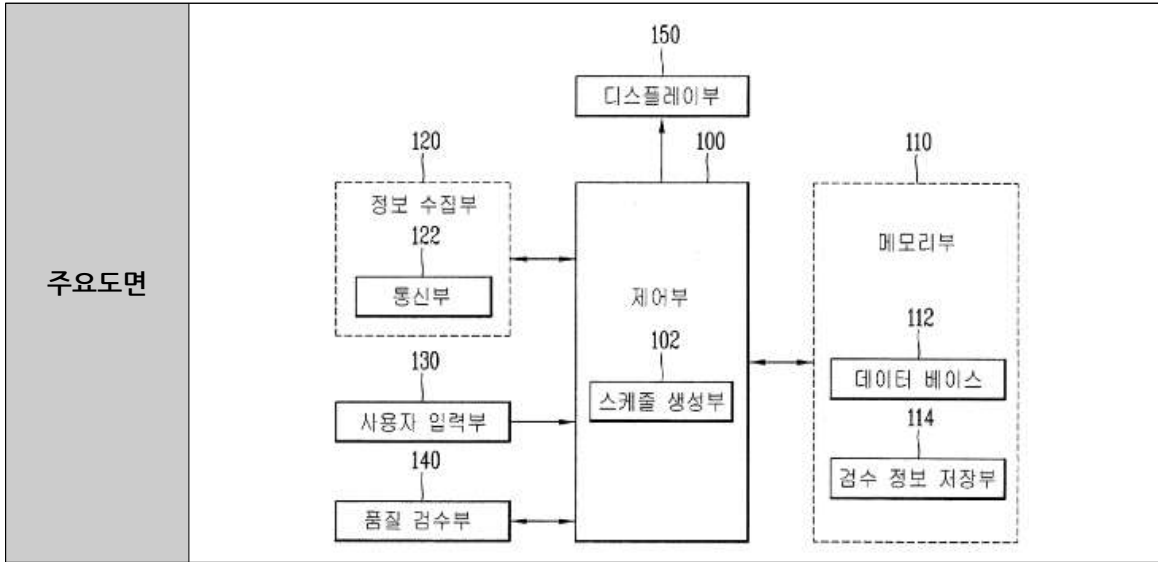 주요도면
150
디스플레이부
120
100
110
정보 수집부
122
통신부
메모리부
제어부
112
데이터 베이스
102
스케줄 생성부
130
사용자 입력부
114
검수 정보 저장부
140
품질 검수부